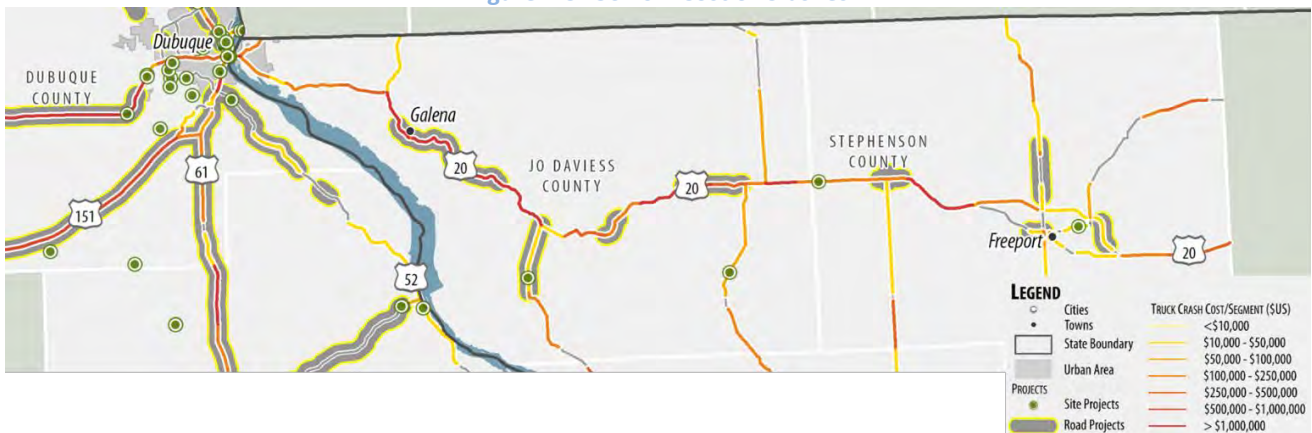 Dubuque
DUBUQUE
COUNTY
Galena
20
JO DAVIESS
COUNTY
20
STEPHENSON
COUNTY
61
151
52
Freeport
20
LEGEND
Cities
Towns
State Boundary
Urban Area
PROJECTS
Site Projects
Road Projects
TRUCK CRASH COST/SEGMENT ($US)
<$10,000
$10,000 - $50,000
$50,000 - $100,000
$100,000 - $250,000
$250,000 - $500,000
$500,000 - $1,000,000
> $1,000,000